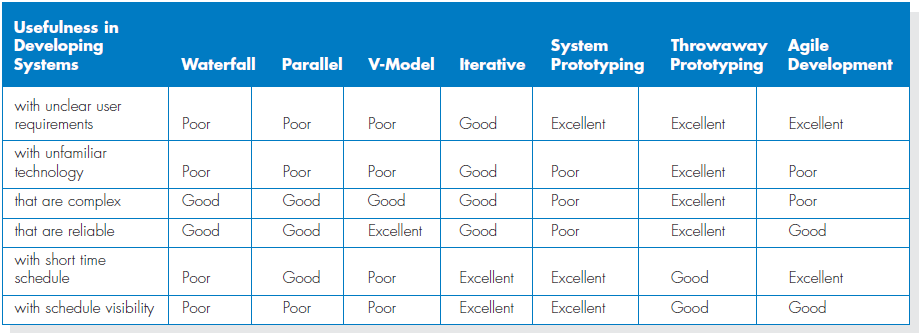 Usefulness in
Developing System Throwaway Agile
Systems Waterfall Parallel V-Model Iterative Prototyping Prototyping Development
with unclear user
requirements Poor Poor Poor Good Excellent Excellent Excellent
with unfamiliar
technology Poor Poor Poor Good Poor Excellent Poor
that are complex Good Good Good Good Poor Excellent Poor
that are reliable Good Good Excellent Good Poor Excellent Good
with short time
schedule Poor Good Poor Excellent Excellent Good Excellent
with schedule visibility Poor Poor Poor Excellent Excellent Good Good